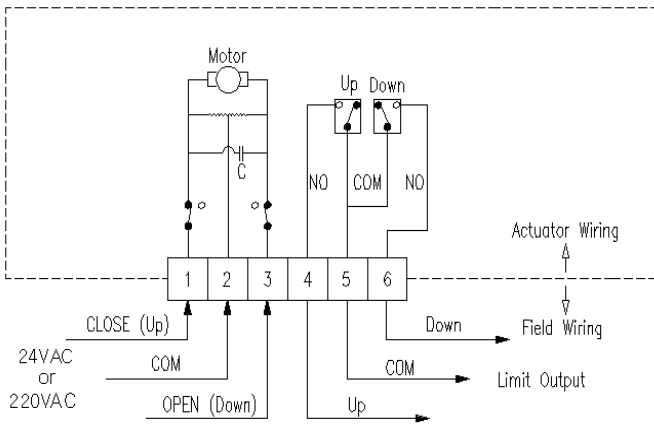 Motor
Up Down
C
NO COM NO
Actuator Wiring
1 2 3 4 5 6
CLOSE (Up)
Down
Field Wiring
24VAC
or
220VAC
COM
COM
Limit Output
OPEN (Down)
Up